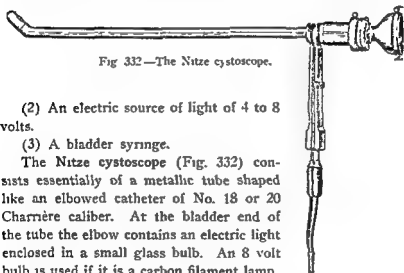 Fig 332—The Nitze cystoscope.
(2) An electric source of light of 4 to 8
volts.
(3) A bladder syringe.
The Nitze cystoscope (Fig. 332) con-
sists essentially of a metallic tube shaped
like an elbowed catheter of No. 18 or 20
Charrière caliber. At the bladder end of
the tube the elbow contains an electric light
enclosed in a small glass bulb. An 8 volt
bulb is used if it is a carbon filament lamp